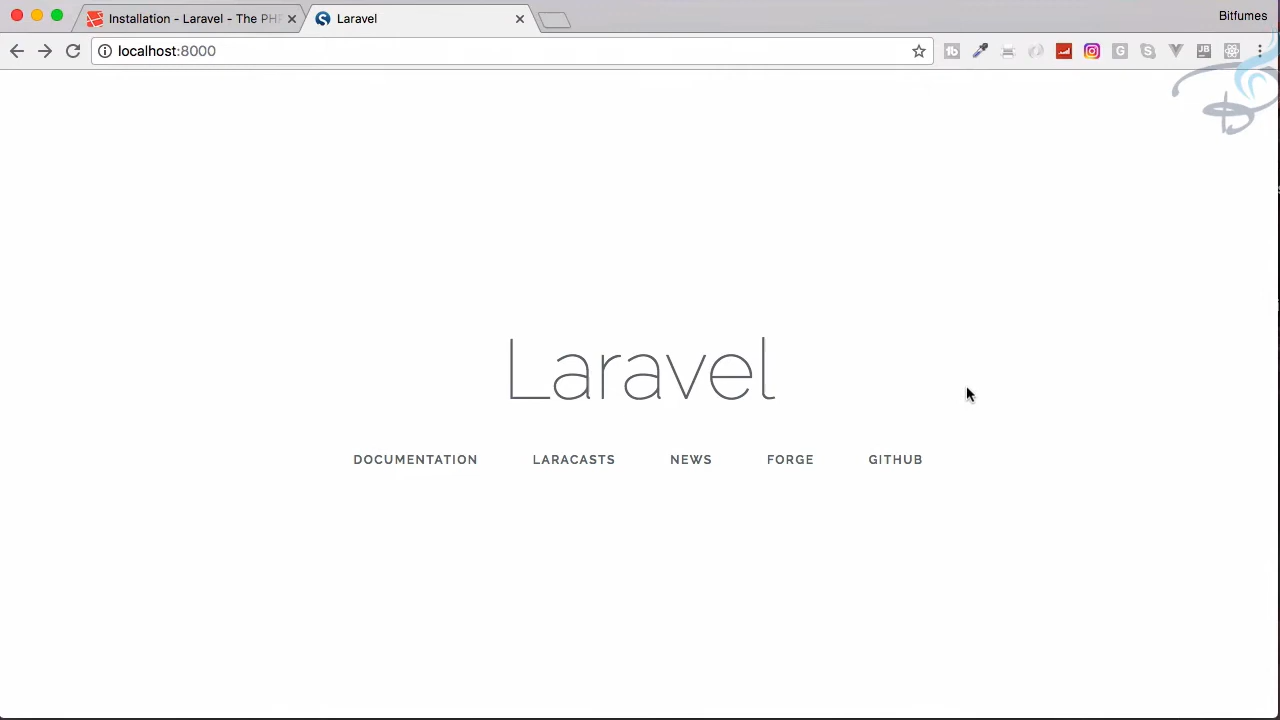 Installation - Laravel - The PH
Laravel
Bitfumes
localhost:8000
Laravel
DOCUMENTATION LARACASTS NEWS FORGE GITHUB